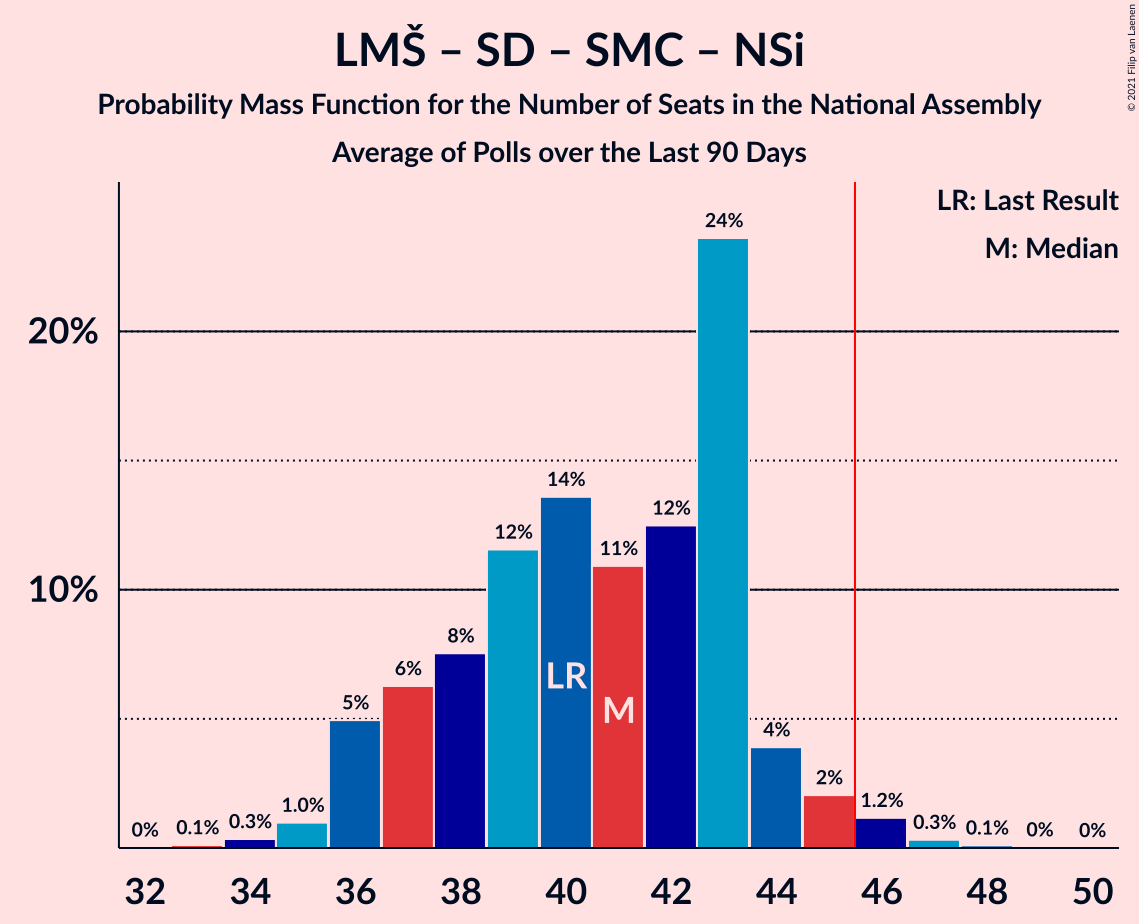 LMŠ – SD – SMC – NSi
Probability Mass Function for the Number of Seats in the National Assembly
Average of Polls over the Last 90 Days
© 2021 Filip van Laenen
LR: Last Result
M: Median
24%
20%
14%
12%
12%
11%
10%
8%
6%
LR
M
5%
4%
2%
1.2%
1.0%
0.3%
0.3%
0%
0.1%
0.1%
0%
0%
32 34 36 38 40 42 44 46 48 50